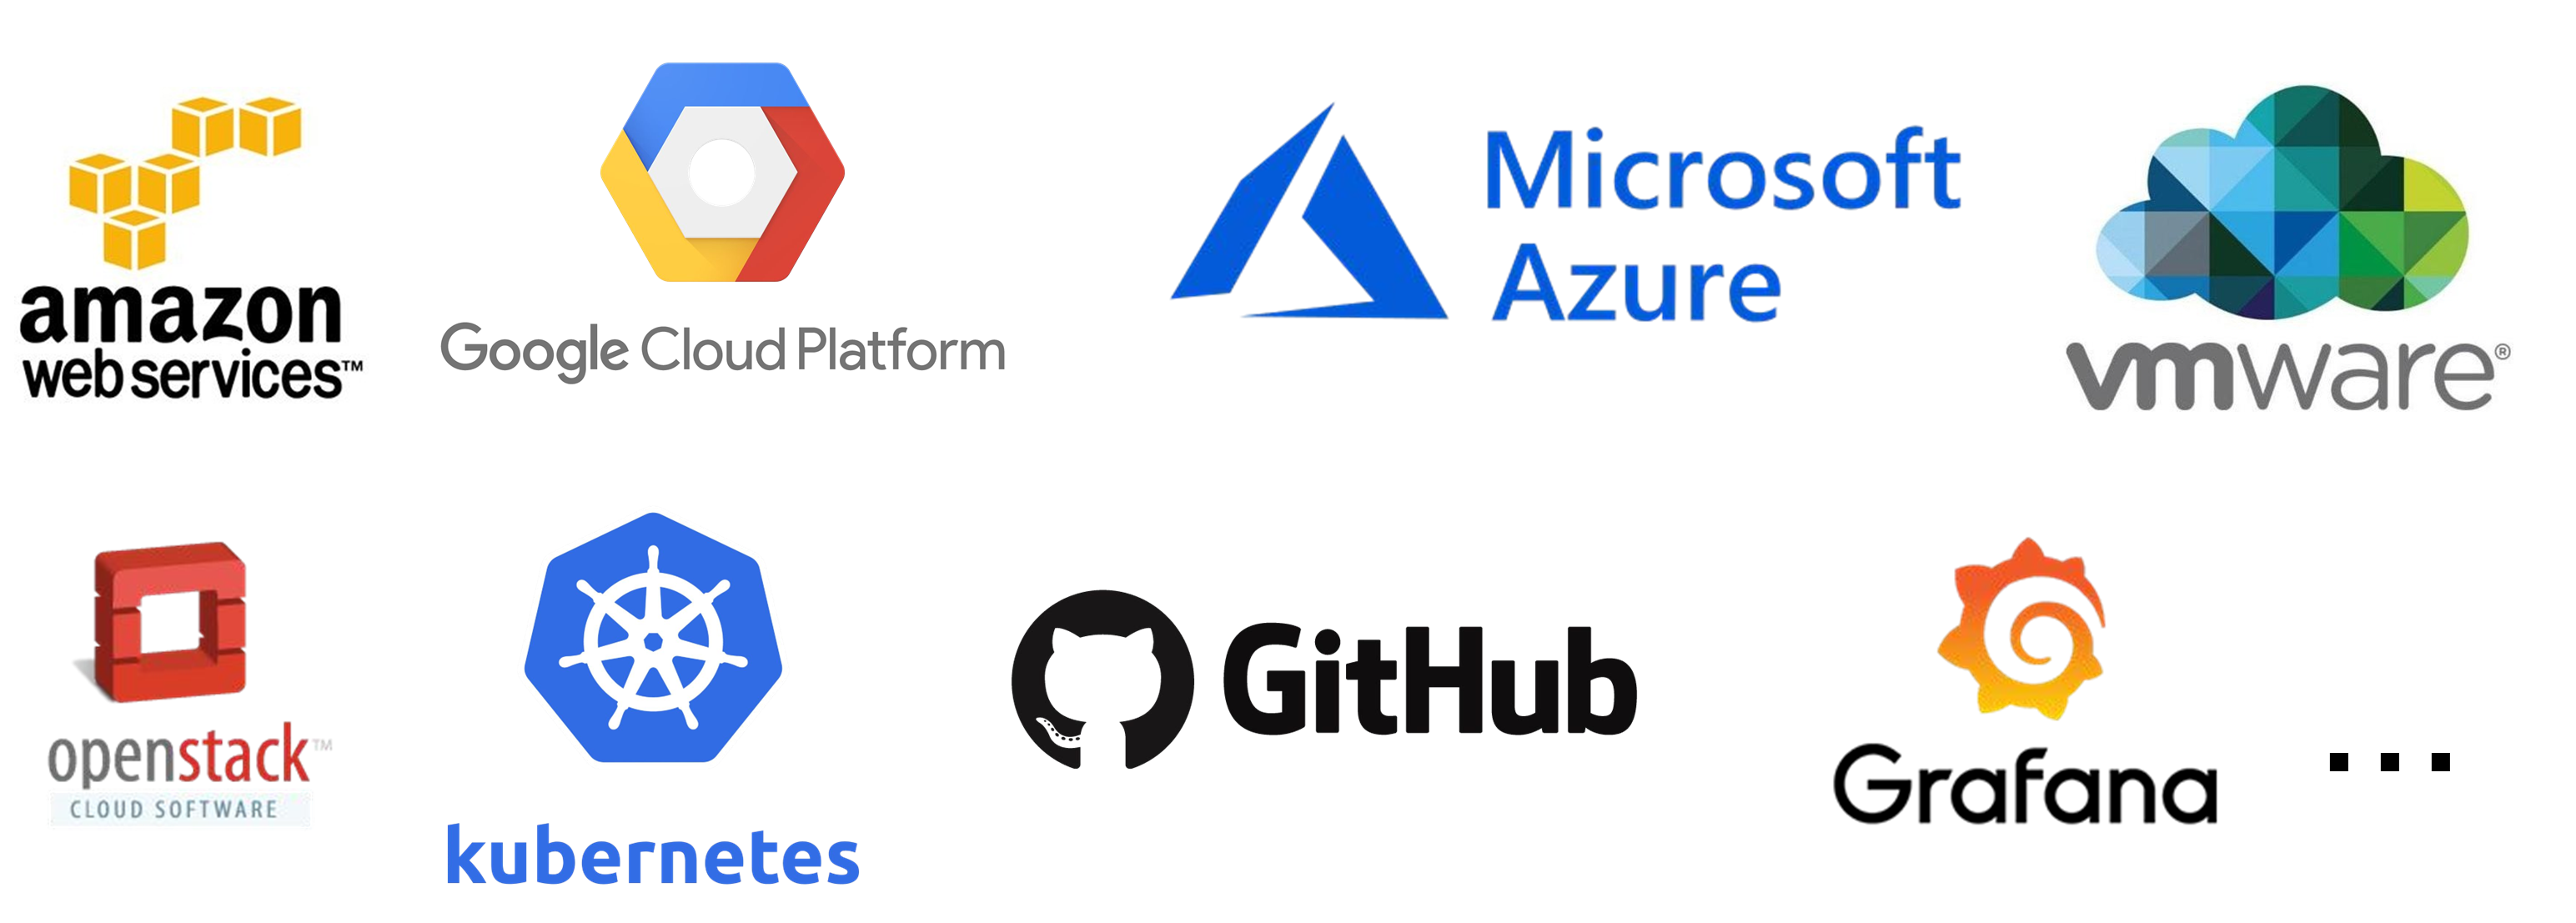 amazon
web services™
Google Cloud Platform
Microsoft
Azure
vmware®
openstack™
CLOUD SOFTWARE
kubernetes
GitHub
Grafana
...